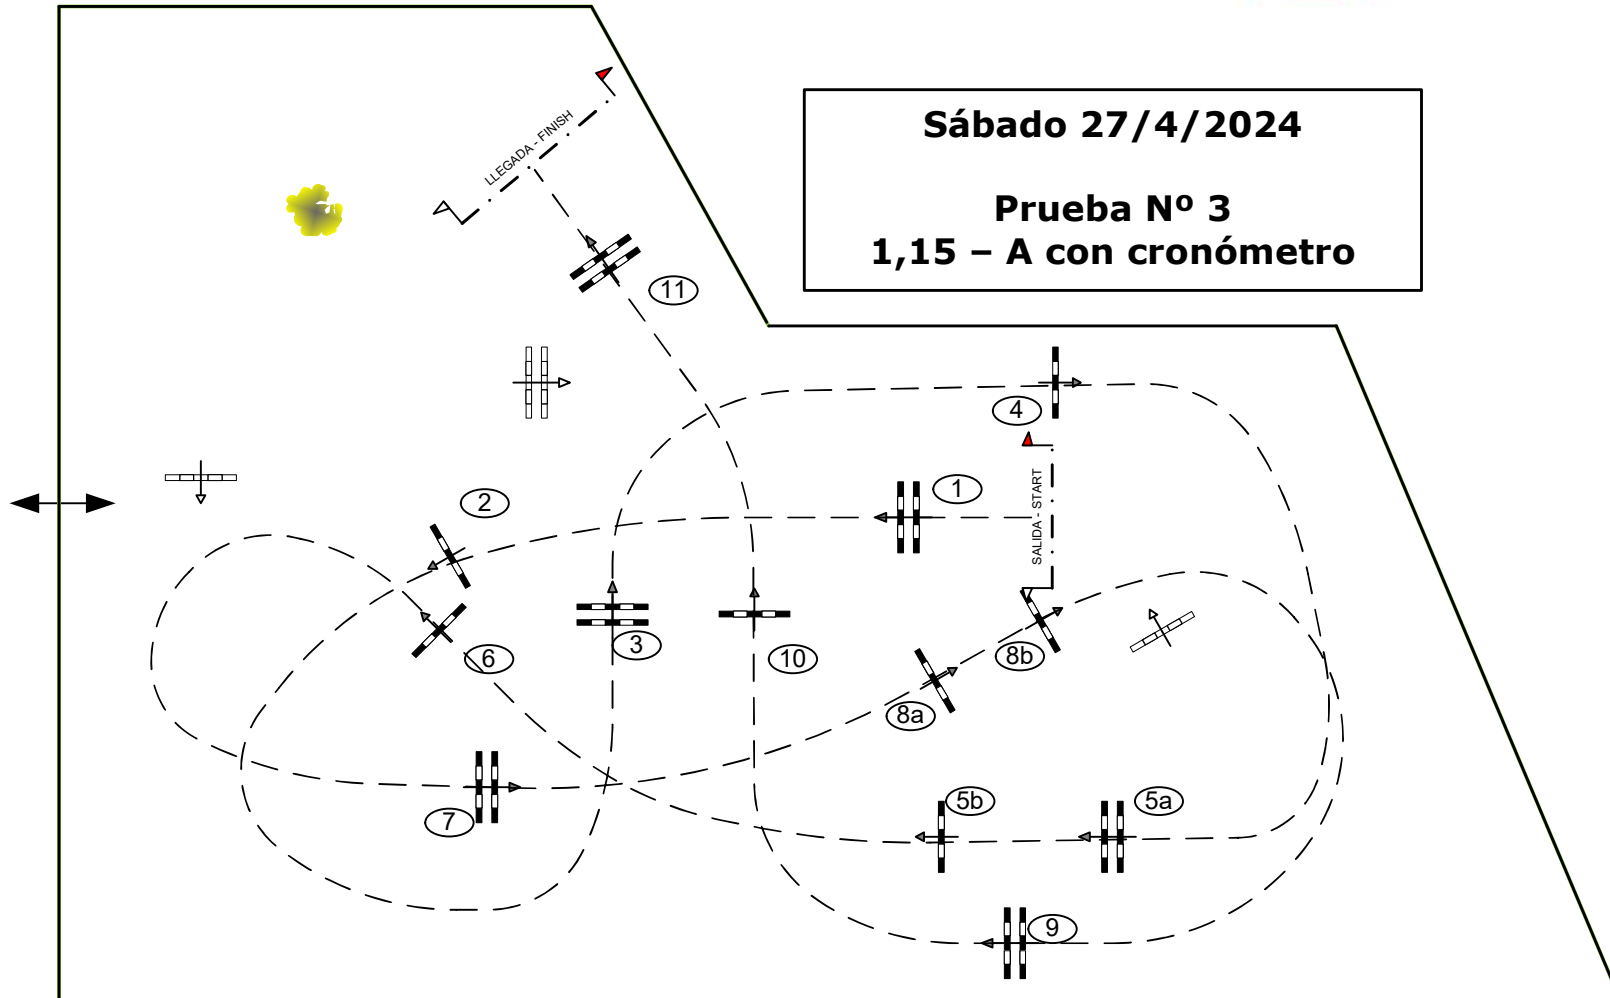 Sábado 27/4/2024
Prueba Nº 3
1,15 – A con cronómetro
LLEGADA - FINISH
11
4
1
SALIDA - START
2
3
10
6
8b
8a
7
5b
5a
9